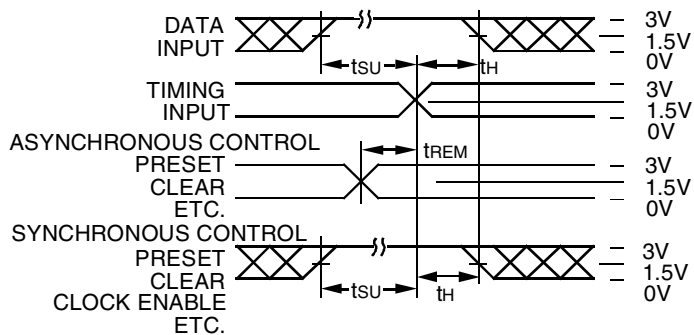 DATA
INPUT
3V
1.5V
0V
tSU
tH
TIMING
INPUT
3V
1.5V
0V
ASYNCHRONOUS CONTROL
PRESET
CLEAR
ETC.
tREM
3V
1.5V
0V
SYNCHRONOUS CONTROL
PRESET
CLEAR
CLOCK ENABLE
ETC.
tSU
tH
3V
1.5V
0V